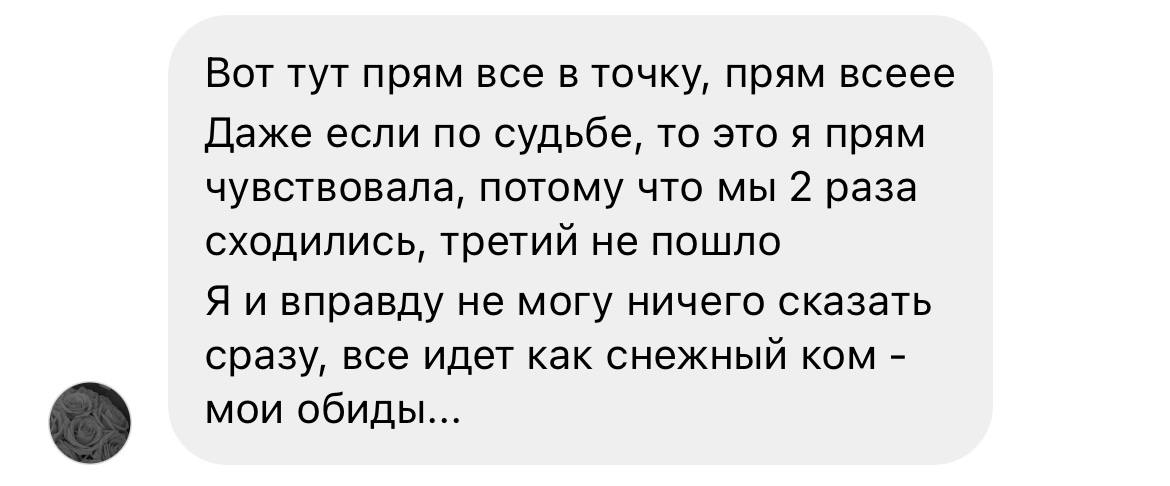 Вот тут прям все в точку, прям всеее
Даже если по судьбе, то это я прям
чувствовала, потому что мы 2 раза
сходились, третий не пошло
Я и вправду не могу ничего сказать
сразу, все идет как снежный ком -
мои обиды...